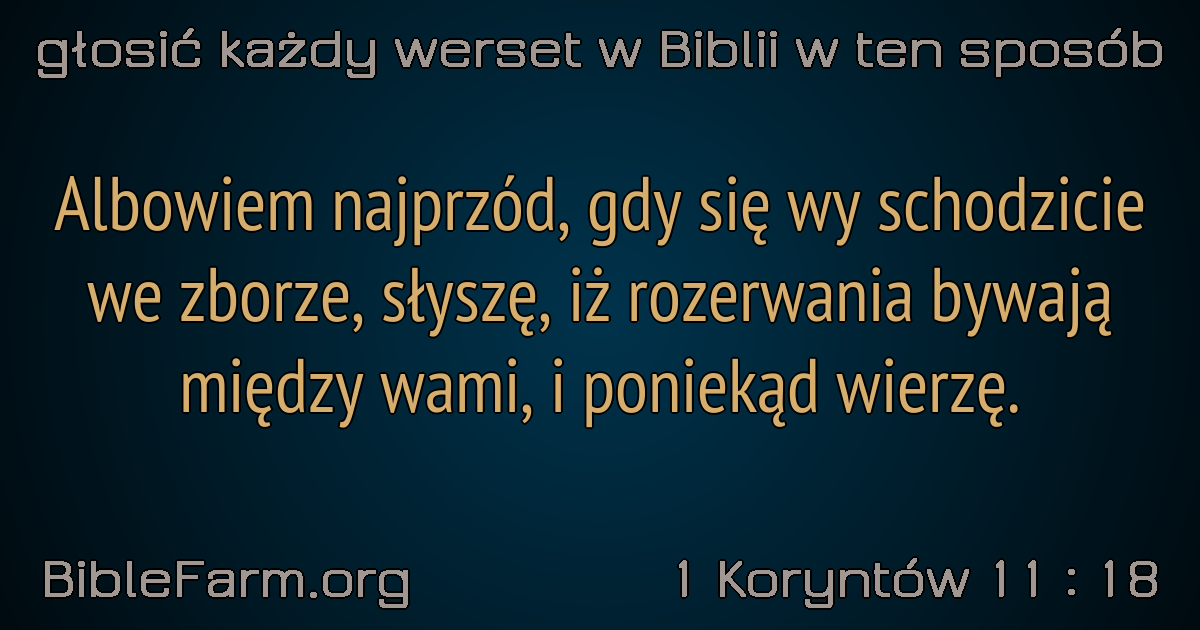 głosić każdy werset w Biblii w ten sposób
Albowiem najprzód, gdy się wy schodzicie
we zborze, słyszę, iż rozerwania bywają
między wami, i poniekąd wierzę.
BibleFarm.org
1 Koryntów 11 : 18